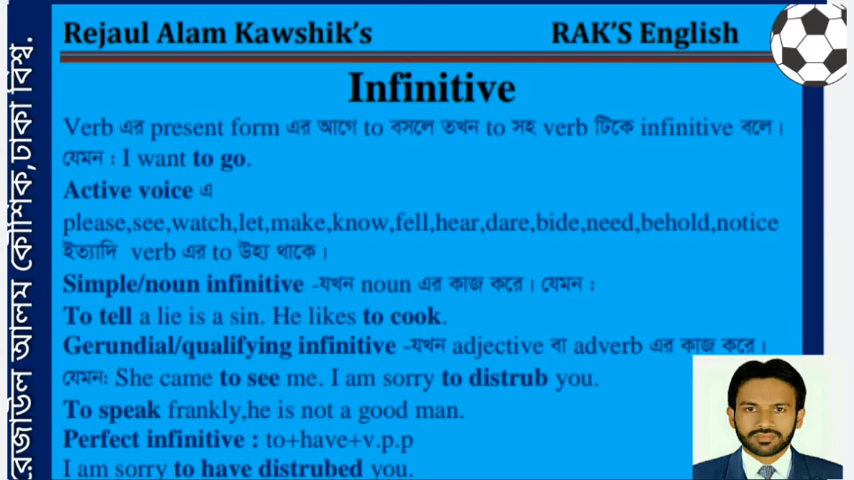 Rejaul Alam Kawshik's RAK'S English
Infinitive
Verb এর present form এর আগে to বসলে তখন to সহ verb টিকে infinitive বলে।
যেমন : I want to go.
Active voice এ
please,see,watch,let,make,know,fell,hear,dare,bide,need,behold,notice
ইত্যাদি verb এর to উহ্য থাকে।
Simple/noun infinitive -যখন noun এর কাজ করে। যেমন :
To tell a lie is a sin. He likes to cook.
Gerundial/qualifying infinitive -যখন adjective বা adverb এর কাজ করে।
যেমনঃ She came to see me. I am sorry to distrub you.
To speak frankly,he is not a good man.
Perfect infinitive : to+have+v.p.p
I am sorry to have distrubed you.
রেজাউল আলম কৌশিক,ঢাকা বিশ্ব.